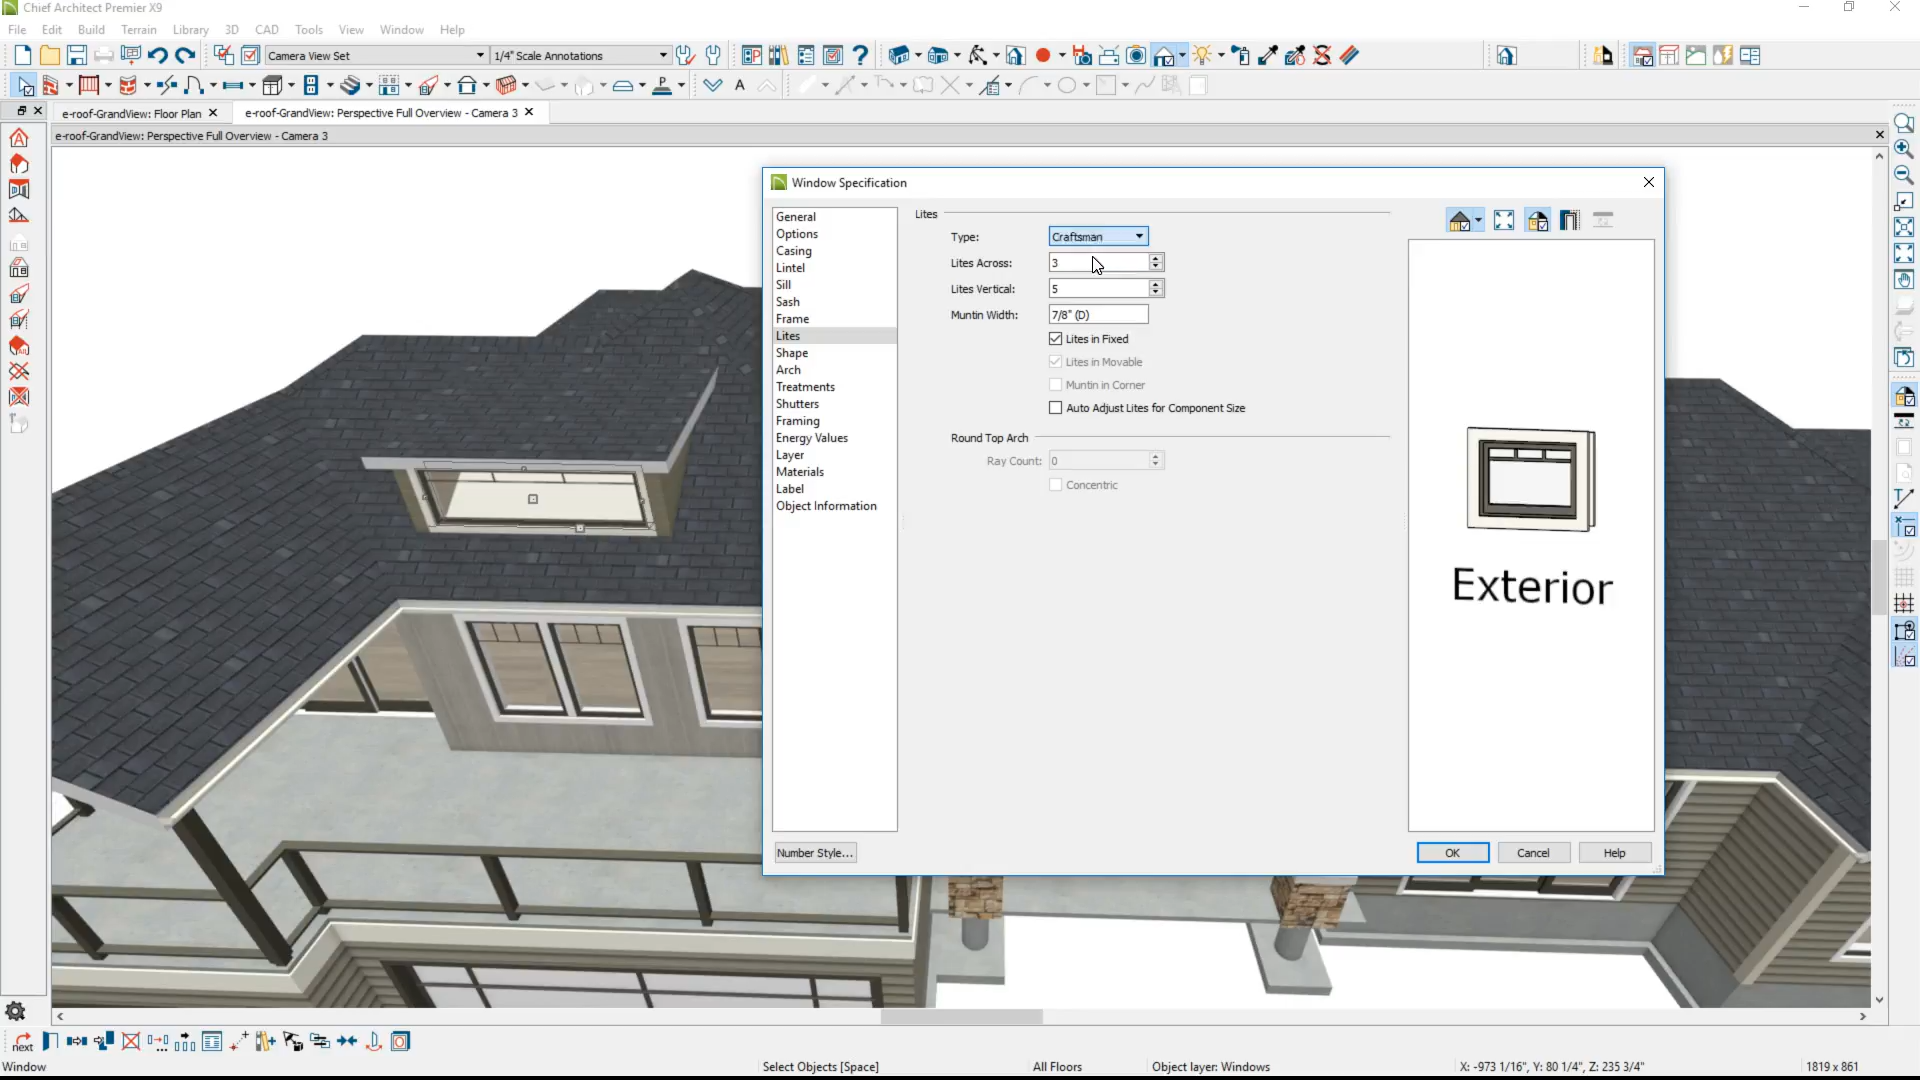 Chief Architect Premier X9
File Edit Build Terrain Library 3D CAD Tools View Window Help
Camera View Set 1/4" Scale Annotations
e-roof-GrandView: Floor Plan e-roof-GrandView: Perspective Full Overview - Camera 3
e-roof-GrandView: Perspective Full Overview - Camera 3
Window Specification
General
Options
Casing
Lintel
Sill
Sash
Frame
Lites
Shape
Arch
Treatments
Shutters
Framing
Energy Values
Layer
Materials
Label
Object Information
Lites
Type: Craftsman
Lites Across: 3
Lites Vertical: 5
Muntin Width: 7/8" (D)
Lites in Fixed
Lites in Movable
Muntin in Corner
Auto Adjust Lites for Component Size
Round Top Arch
Ray Count: 0
Concentric
Exterior
Number Style... OK Cancel Help
next
Window Select Objects [Space] All Floors Object layer: Windows X: -973 1/16", Y: 80 1/4", Z: 235 3/4" 1819 x 861